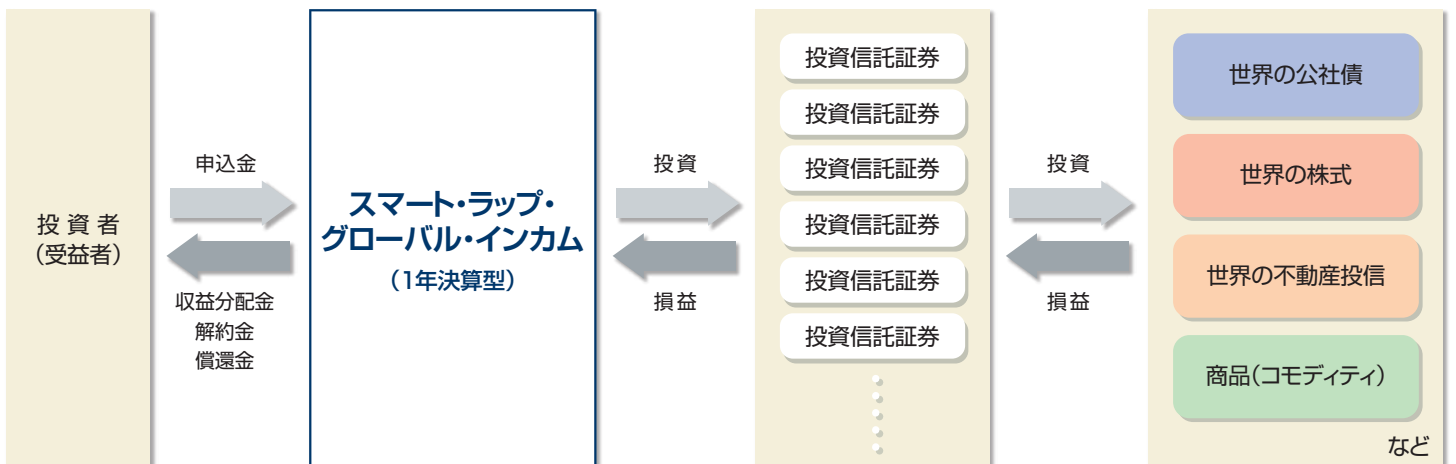 投資者
(受益者)
申込金
収益分配金
解約金
償還金
スマート・ラップ・
グローバル・インカム
(1年決算型)
投資
損益
投資信託証券
投資信託証券
投資信託証券
投資信託証券
投資信託証券
投資信託証券
投資
損益
世界の公社債
世界の株式
世界の不動産投信
商品(コモディティ)
など